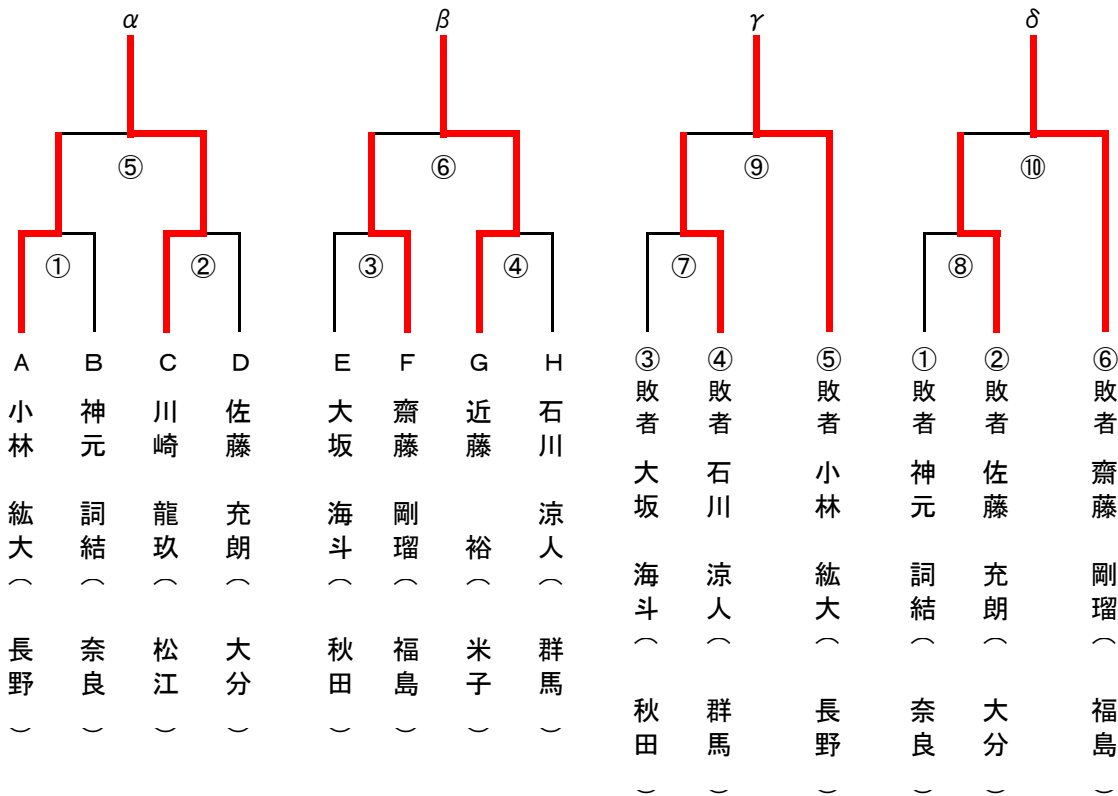 α
β
γ
δ
⑤
⑥
⑨
⑩
①
②
③
④
⑦
⑧
A
小林 紘大(長野)
B
神元 詞結(奈良)
C
川崎 龍玖(松江)
D
佐藤 充朗(大分)
E
大坂 海斗(秋田)
F
齋藤 剛瑠(福島)
G
近藤 裕(米子)
H
石川 涼人(群馬)
③敗者
大坂 海斗(秋田)
④敗者
石川 涼人(群馬)
⑤敗者
小林 紘大(長野)
①敗者
神元 詞結(奈良)
②敗者
佐藤 充朗(大分)
⑥敗者
齋藤 剛瑠(福島)